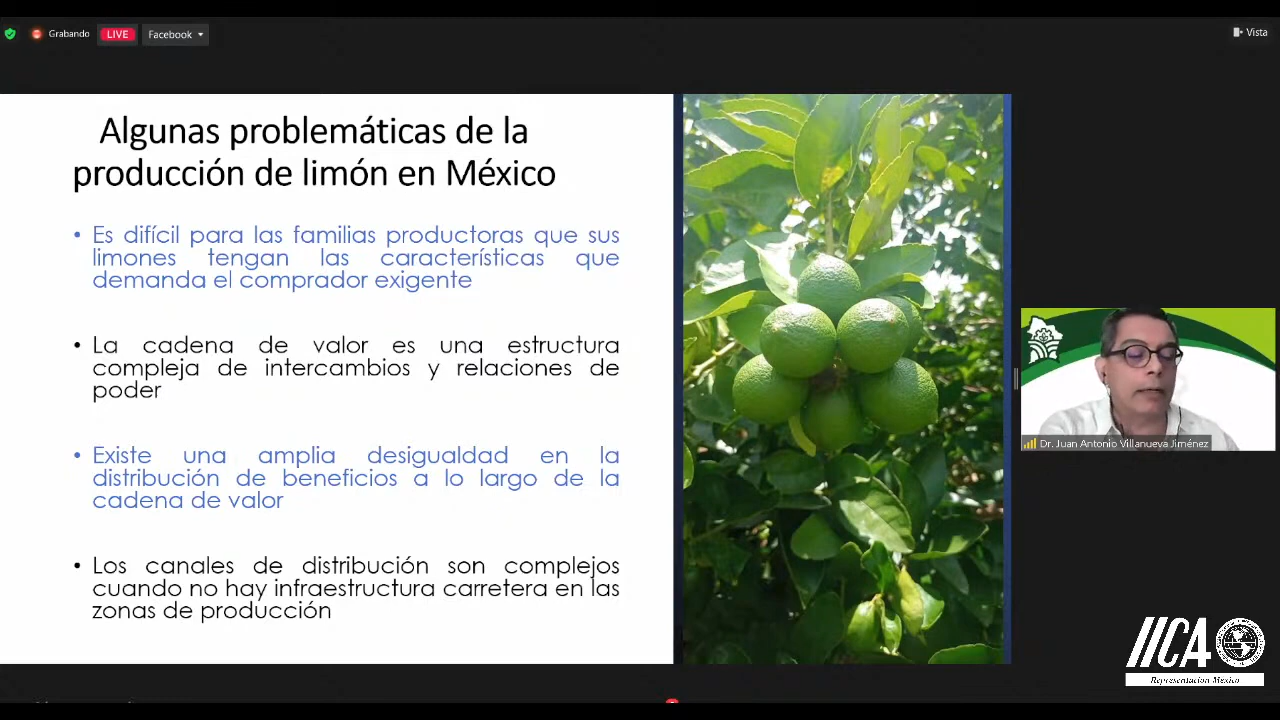 Grabando
LIVE
Facebook
Vista
Algunas problemáticas de la
producción de limón en México
• Es difícil para las familias productoras que sus
limones tengan las características que
demanda el comprador exigente
• La cadena de valor es una estructura
compleja de intercambios y relaciones de
poder
• Existe una amplia desigualdad en la
distribución de beneficios a lo largo de la
cadena de valor
• Los canales de distribución son complejos
cuando no hay infraestructura carretera en las
zonas de producción
Dr. Juan Antonio Villanueva Jiménez
IICA
Representación México